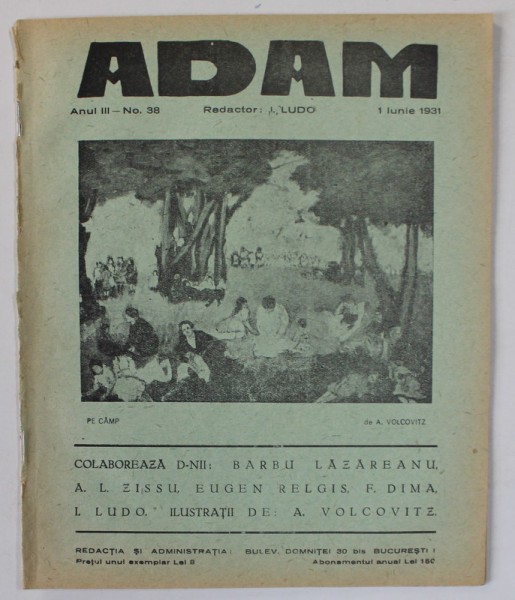 ADAM
Anul III — No. 38 Redactor: I. LUDO 1 Iunie 1931
PE CÂMP de A. VOLCOVITZ
COLABOREAZĂ D-NII: BARBU LĂZĂREANU,
A. L. ZISSU, EUGEN RELGIS, F. DIMA,
I. LUDO, ILUSTRAȚII DE: A. VOLCOVITZ.
REDACȚIA ȘI ADMINISTRAȚIA: BULEV. DOMNIȚEI 30 bis BUCUREȘTI I
Prețul unui exemplar Lei 8 Abonamentul anual Lei 150